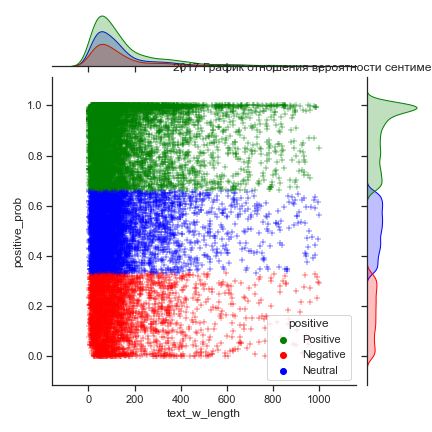 2017 График отношения вероятности сентиме
1.0
0.8
0.6
0.4
0.2
0.0
positive_prob
positive
Positive
Negative
Neutral
0 200 400 600 800 1000
text_w_length